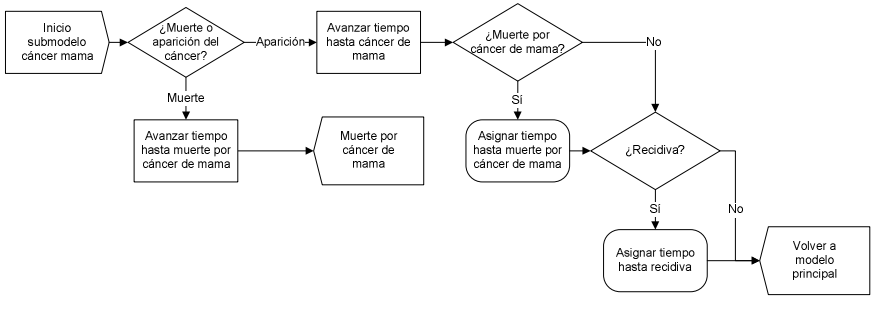 Inicio
submodelo
cáncer mama
¿Muerte o
aparición del
cáncer?
Aparición
Avanzar tiempo
hasta cáncer de
mama
¿Muerte por
cáncer de mama?
No
Muerte
Sí
Avanzar tiempo
hasta muerte por
cáncer de mama
Muerte por
cáncer de
mama
Asignar tiempo
hasta muerte por
cáncer de mama
¿Recidiva?
Sí
No
Asignar tiempo
hasta recidiva
Volver a
modelo
principal